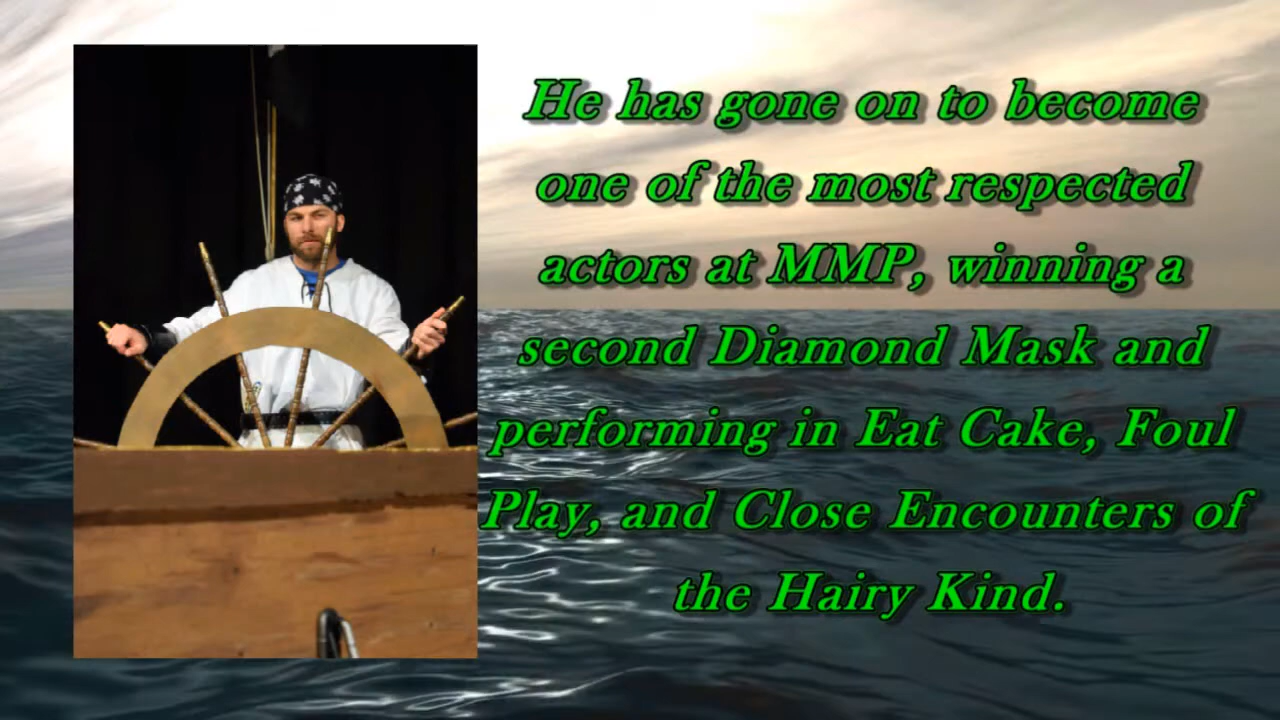 He has gone on to become
one of the most respected
actors at MMP, winning a
second Diamond Mask and
performing in Eat Cake, Foul
Play, and Close Encounters of
the Hairy Kind.